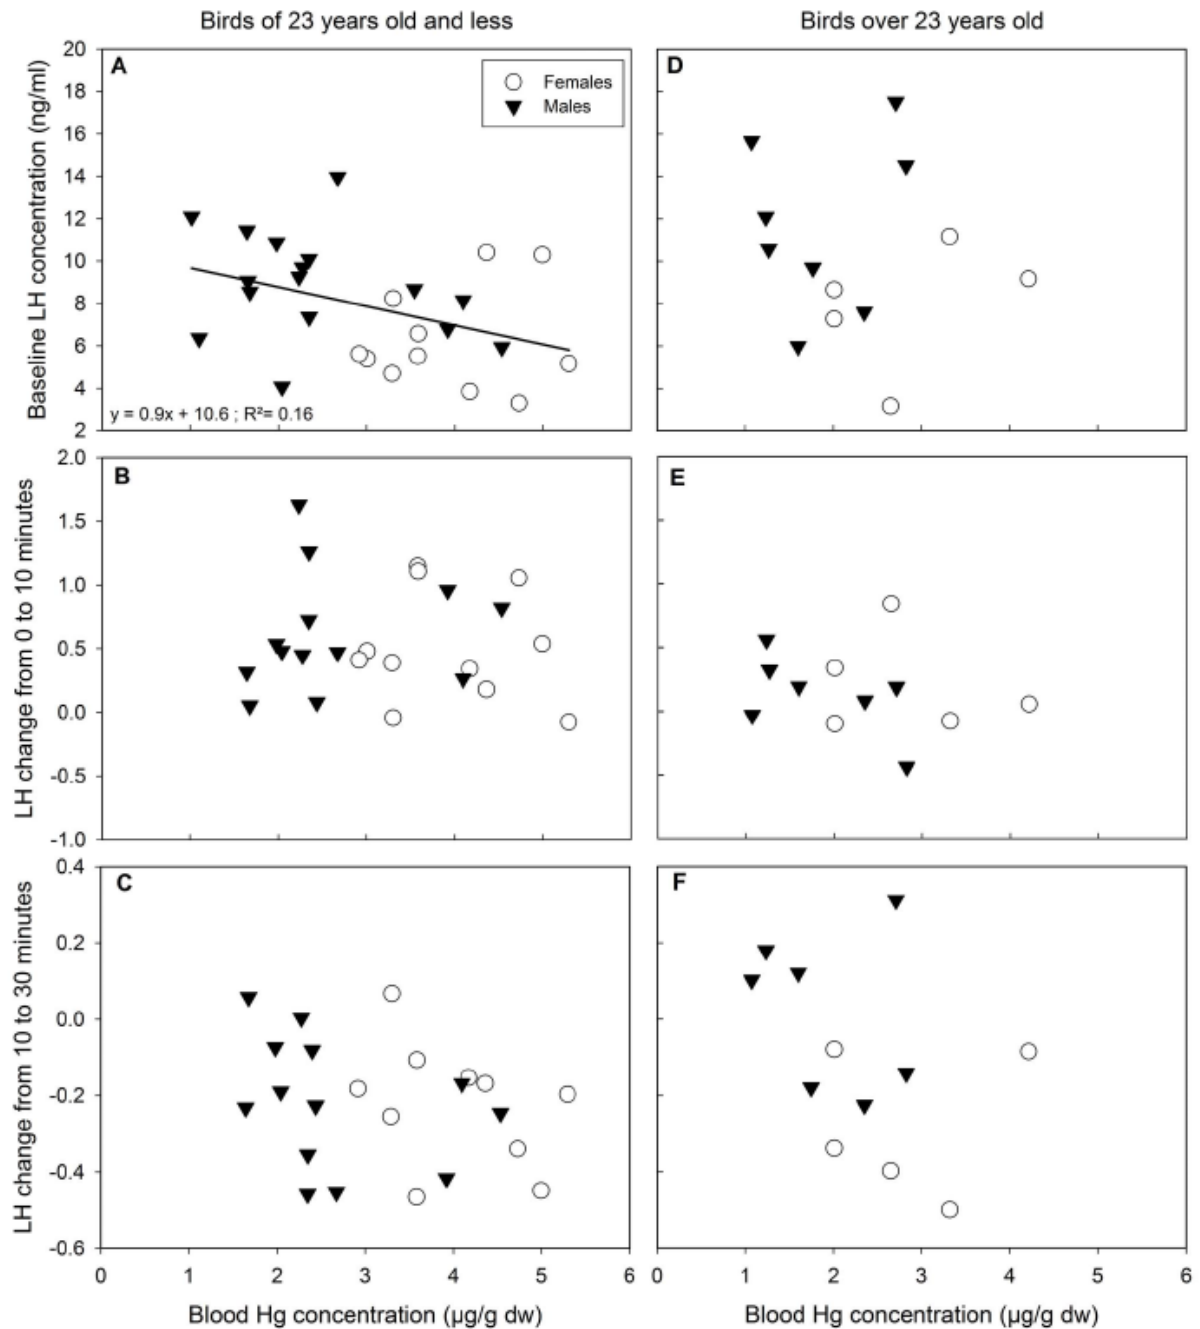 Birds of 23 years old and less
Birds over 23 years old
Baseline LH concentration (ng/ml)
20
18
16
14
12
10
8
6
4
2
A
Females
Males
y = 0.9x + 10.6 ; R²= 0.16
D
LH change from 0 to 10 minutes
2.0
1.5
1.0
0.5
0.0
-0.5
-1.0
B
E
LH change from 10 to 30 minutes
0.4
0.2
0.0
-0.2
-0.4
-0.6
C
F
0 1 2 3 4 5 6
0 1 2 3 4 5 6
Blood Hg concentration (µg/g dw)
Blood Hg concentration (µg/g dw)